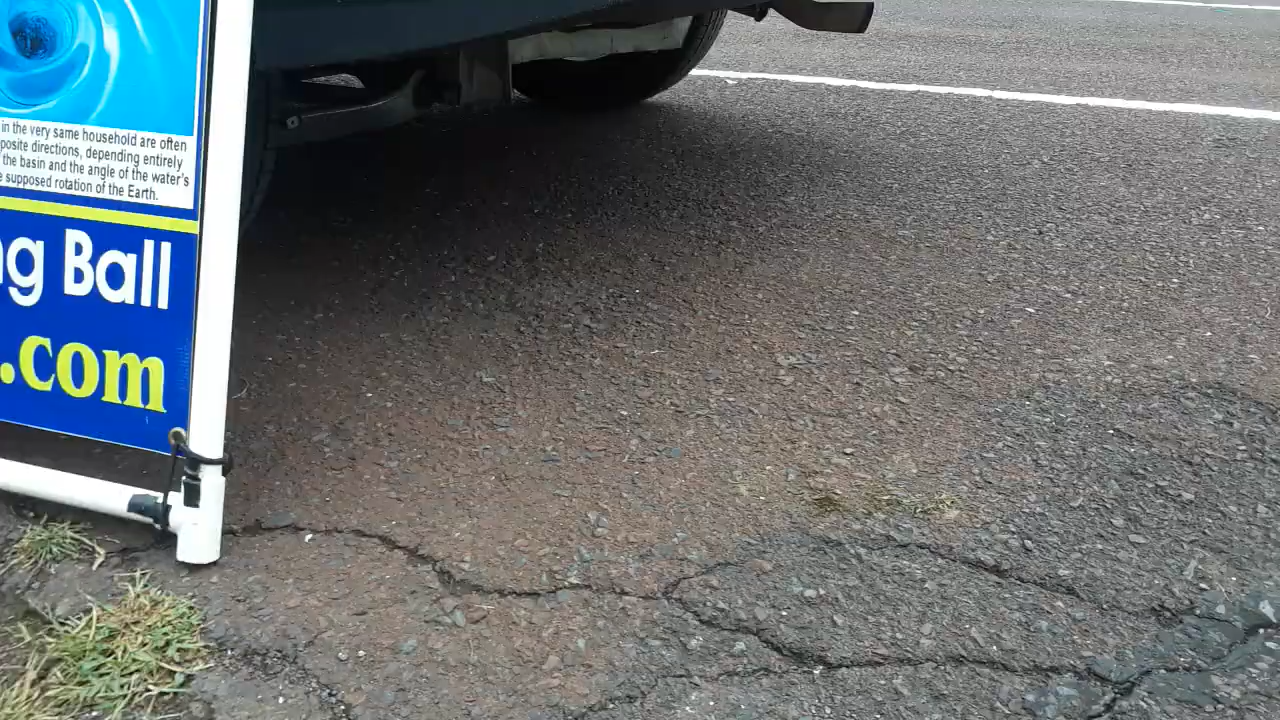 in the very same household are often
posite directions, depending entirely
the basin and the angle of the water's
supposed rotation of the Earth.
ng Ball
.com